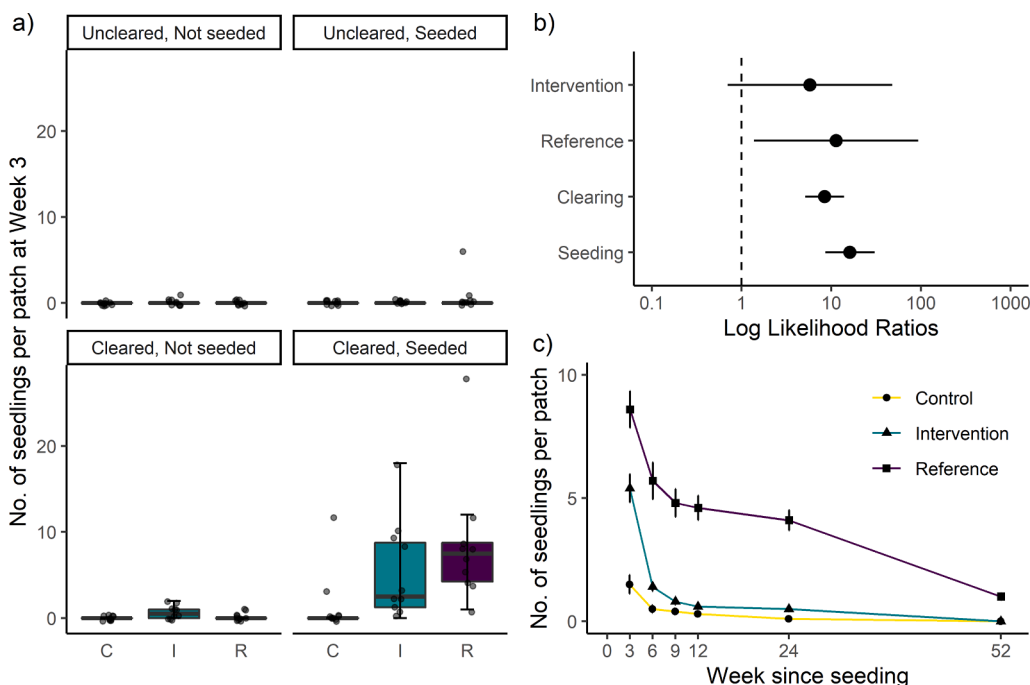 a)
Uncleared, Not seeded
Uncleared, Seeded
No. of seedlings per patch at Week 3
20
10
0
Cleared, Not seeded
Cleared, Seeded
20
10
0
C
I
R
C
I
R
b)
Intervention
Reference
Clearing
Seeding
0.1
1
10
100
1000
Log Likelihood Ratios
c)
No. of seedlings per patch
10
5
0
Control
Intervention
Reference
0
3
6
9
12
24
52
Week since seeding